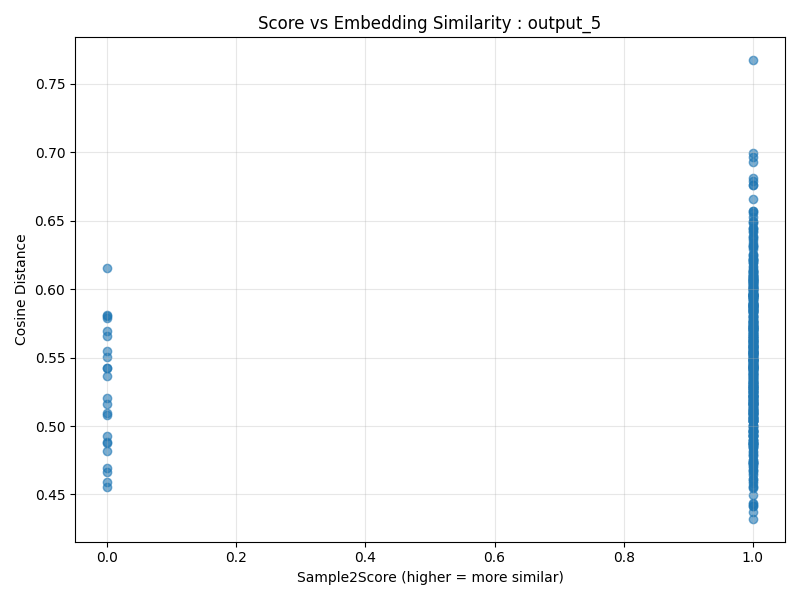 Score vs Embedding Similarity : output_5
Cosine Distance
0.75
0.70
0.65
0.60
0.55
0.50
0.45
0.0 0.2 0.4 0.6 0.8 1.0
Sample2Score (higher = more similar)